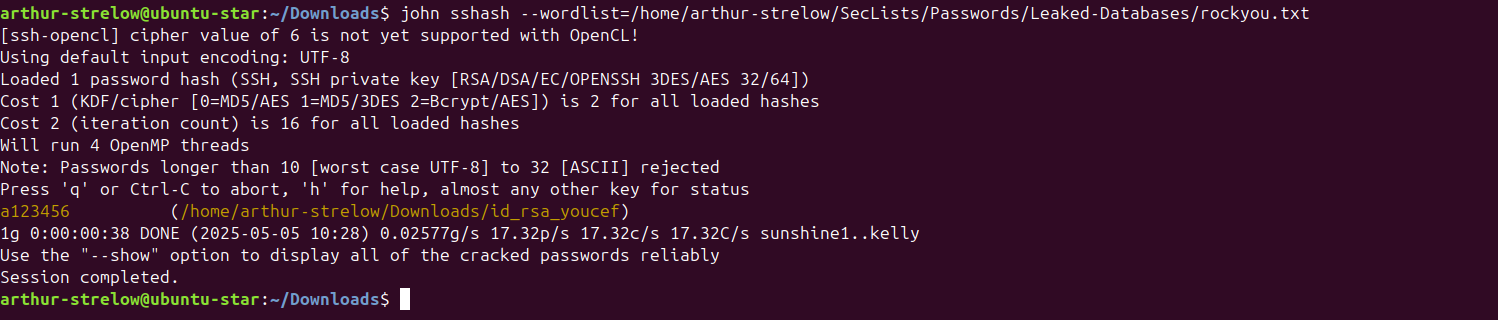 arthur-strelow@ubuntu-star:~/Downloads$ john sshash --wordlist=/home/arthur-strelow/SecLists/Passwords/Leaked-Databases/rockyou.txt
[ssh-opencl] cipher value of 6 is not yet supported with OpenCL!
Using default input encoding: UTF-8
Loaded 1 password hash (SSH, SSH private key [RSA/DSA/EC/OPENSSH 3DES/AES 32/64])
Cost 1 (KDF/cipher [0=MD5/AES 1=MD5/3DES 2=Bcrypt/AES]) is 2 for all loaded hashes
Cost 2 (iteration count) is 16 for all loaded hashes
Will run 4 OpenMP threads
Note: Passwords longer than 10 [worst case UTF-8] to 32 [ASCII] rejected
Press 'q' or Ctrl-C to abort, 'h' for help, almost any other key for status
a123456          (/home/arthur-strelow/Downloads/id_rsa_youcef)
1g 0:00:00:38 DONE (2025-05-05 10:28) 0.02577g/s 17.32p/s 17.32c/s 17.32C/s sunshine1..kelly
Use the "--show" option to display all of the cracked passwords reliably
Session completed.
arthur-strelow@ubuntu-star:~/Downloads$